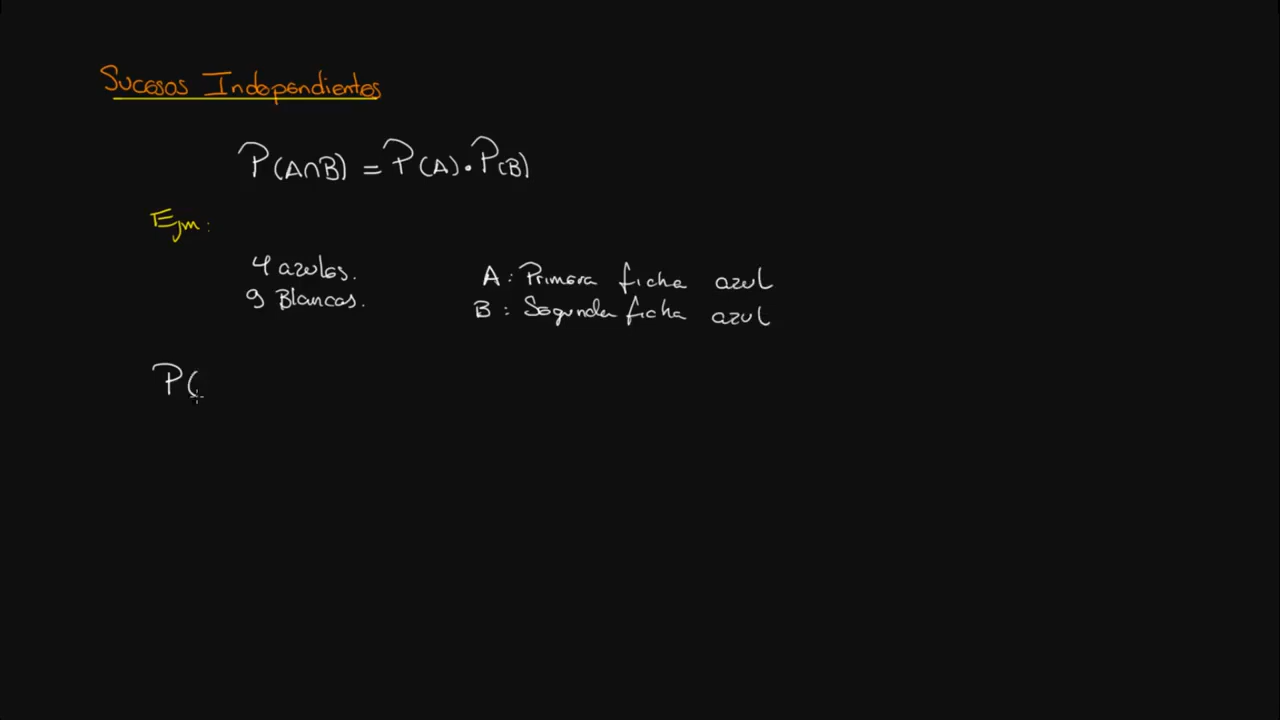 Sucesos Independientes
P(A∩B) = P(A) • P(B)
Ejm:
4 azules.
9 Blancas.
A: Primera ficha azul
B: Segunda ficha azul
P(